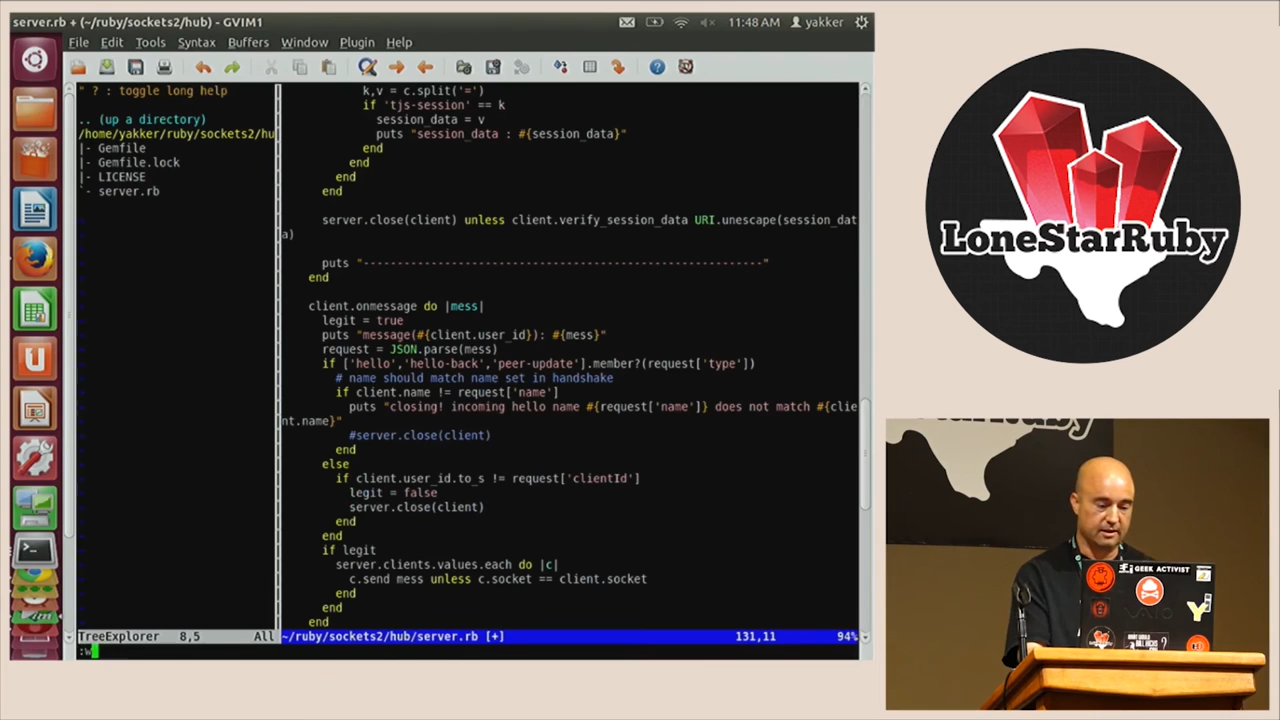 server.rb + (~/ruby/sockets2/hub) - GVIM1
11:48 AM
yakker
File Edit Tools Syntax Buffers Window Plugin Help
" ? : toggle long help
.. (up a directory)
/home/yakker/ruby/sockets2/hu
|- Gemfile
|- Gemfile.lock
|- LICENSE
`- server.rb
k,v = c.split('=')
if 'tjs-session' == k
session_data = v
puts "session_data : #{session_data}"
end
end
end
end
server.close(client) unless client.verify_session_data URI.unescape(session_dat
a)
puts "-----------------------------------------------------------"
end
client.onmessage do |mess|
legit = true
puts "message(#{client.user_id}): #{mess}"
request = JSON.parse(mess)
if ['hello','hello-back','peer-update'].member?(request['type'])
# name should match name set in handshake
if client.name != request['name']
puts "closing! incoming hello name #{request['name']} does not match #{clie
nt.name}"
#server.close(client)
end
else
if client.user_id.to_s != request['clientId']
legit = false
server.close(client)
end
end
if legit
server.clients.values.each do |c|
c.send mess unless c.socket == client.socket
end
end
end
TreeExplorer 8,5 All
~/ruby/sockets2/hub/server.rb [+] 131,11 94%
:w
LoneStarRuby
GEEK ACTIVIST
VAIO